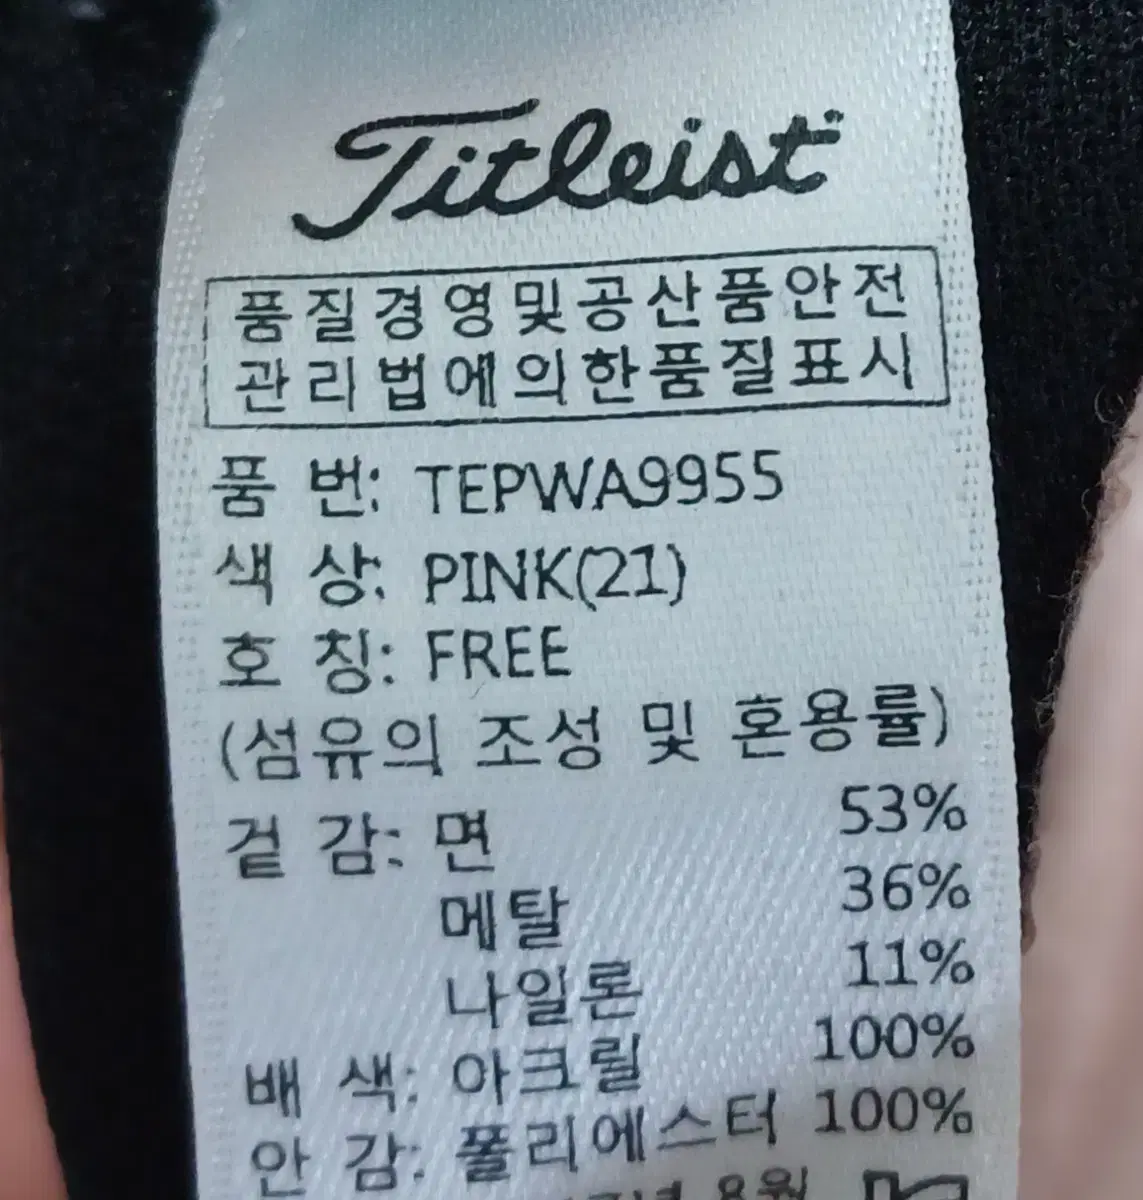 Titleist
품질경영및공산품안전
관리법에의한품질표시
품 번: TEPWA9955
색 상: PINK(21)
호 칭: FREE
(섬유의 조성 및 혼용률)
겉 감: 면 53%
메탈 36%
나일론 11%
배 색: 아크릴 100%
안 감: 폴리에스터 100%
8월